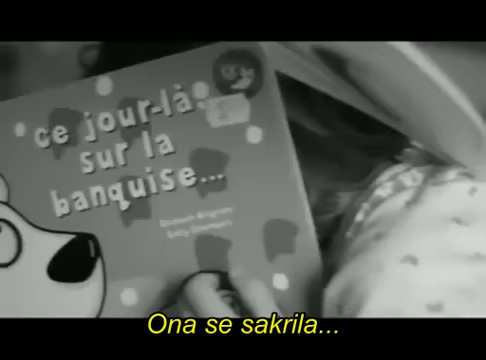 ce jour-là
sur la
banquise...
Ona se sakrila...